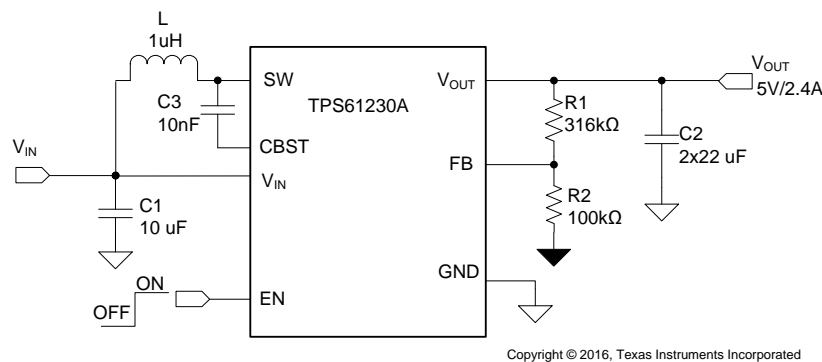 L
1uH
C3
10nF
SW
CBST
VIN
VIN
C1
10 uF
OFF
ON
EN
TPS61230A
VOUT
FB
GND
R1
316kΩ
R2
100kΩ
C2
2x22 uF
VOUT
5V/2.4A
Copyright © 2016, Texas Instruments Incorporated